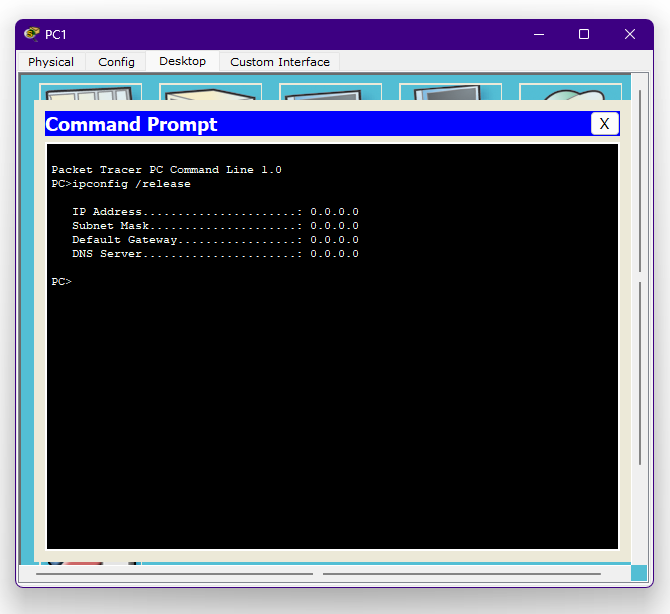 PC1
Physical Config Desktop Custom Interface
Command Prompt X
Packet Tracer PC Command Line 1.0
PC>ipconfig /release
IP Address......................: 0.0.0.0
Subnet Mask.....................: 0.0.0.0
Default Gateway.................: 0.0.0.0
DNS Server......................: 0.0.0.0
PC>